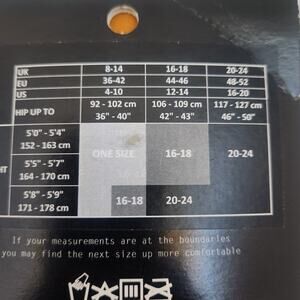 UK 8-14 16-18 20-24
EU 36-42 44-46 48-52
US 4-10 12-14 16-20
HIP UP TO 92 - 102 cm 106 - 109 cm 117 - 127 cm
36" - 40" 42" - 43" 46" - 50"
5'0" - 5'4"
152 - 163 cm
ONE SIZE 16-18 20-24
HT 5'5" - 5'7"
164 - 170 cm
5'8" - 5'9" 16-18 20-24
171 - 178 cm
If your measurements are at the boundaries
you may find the next size up more comfortable